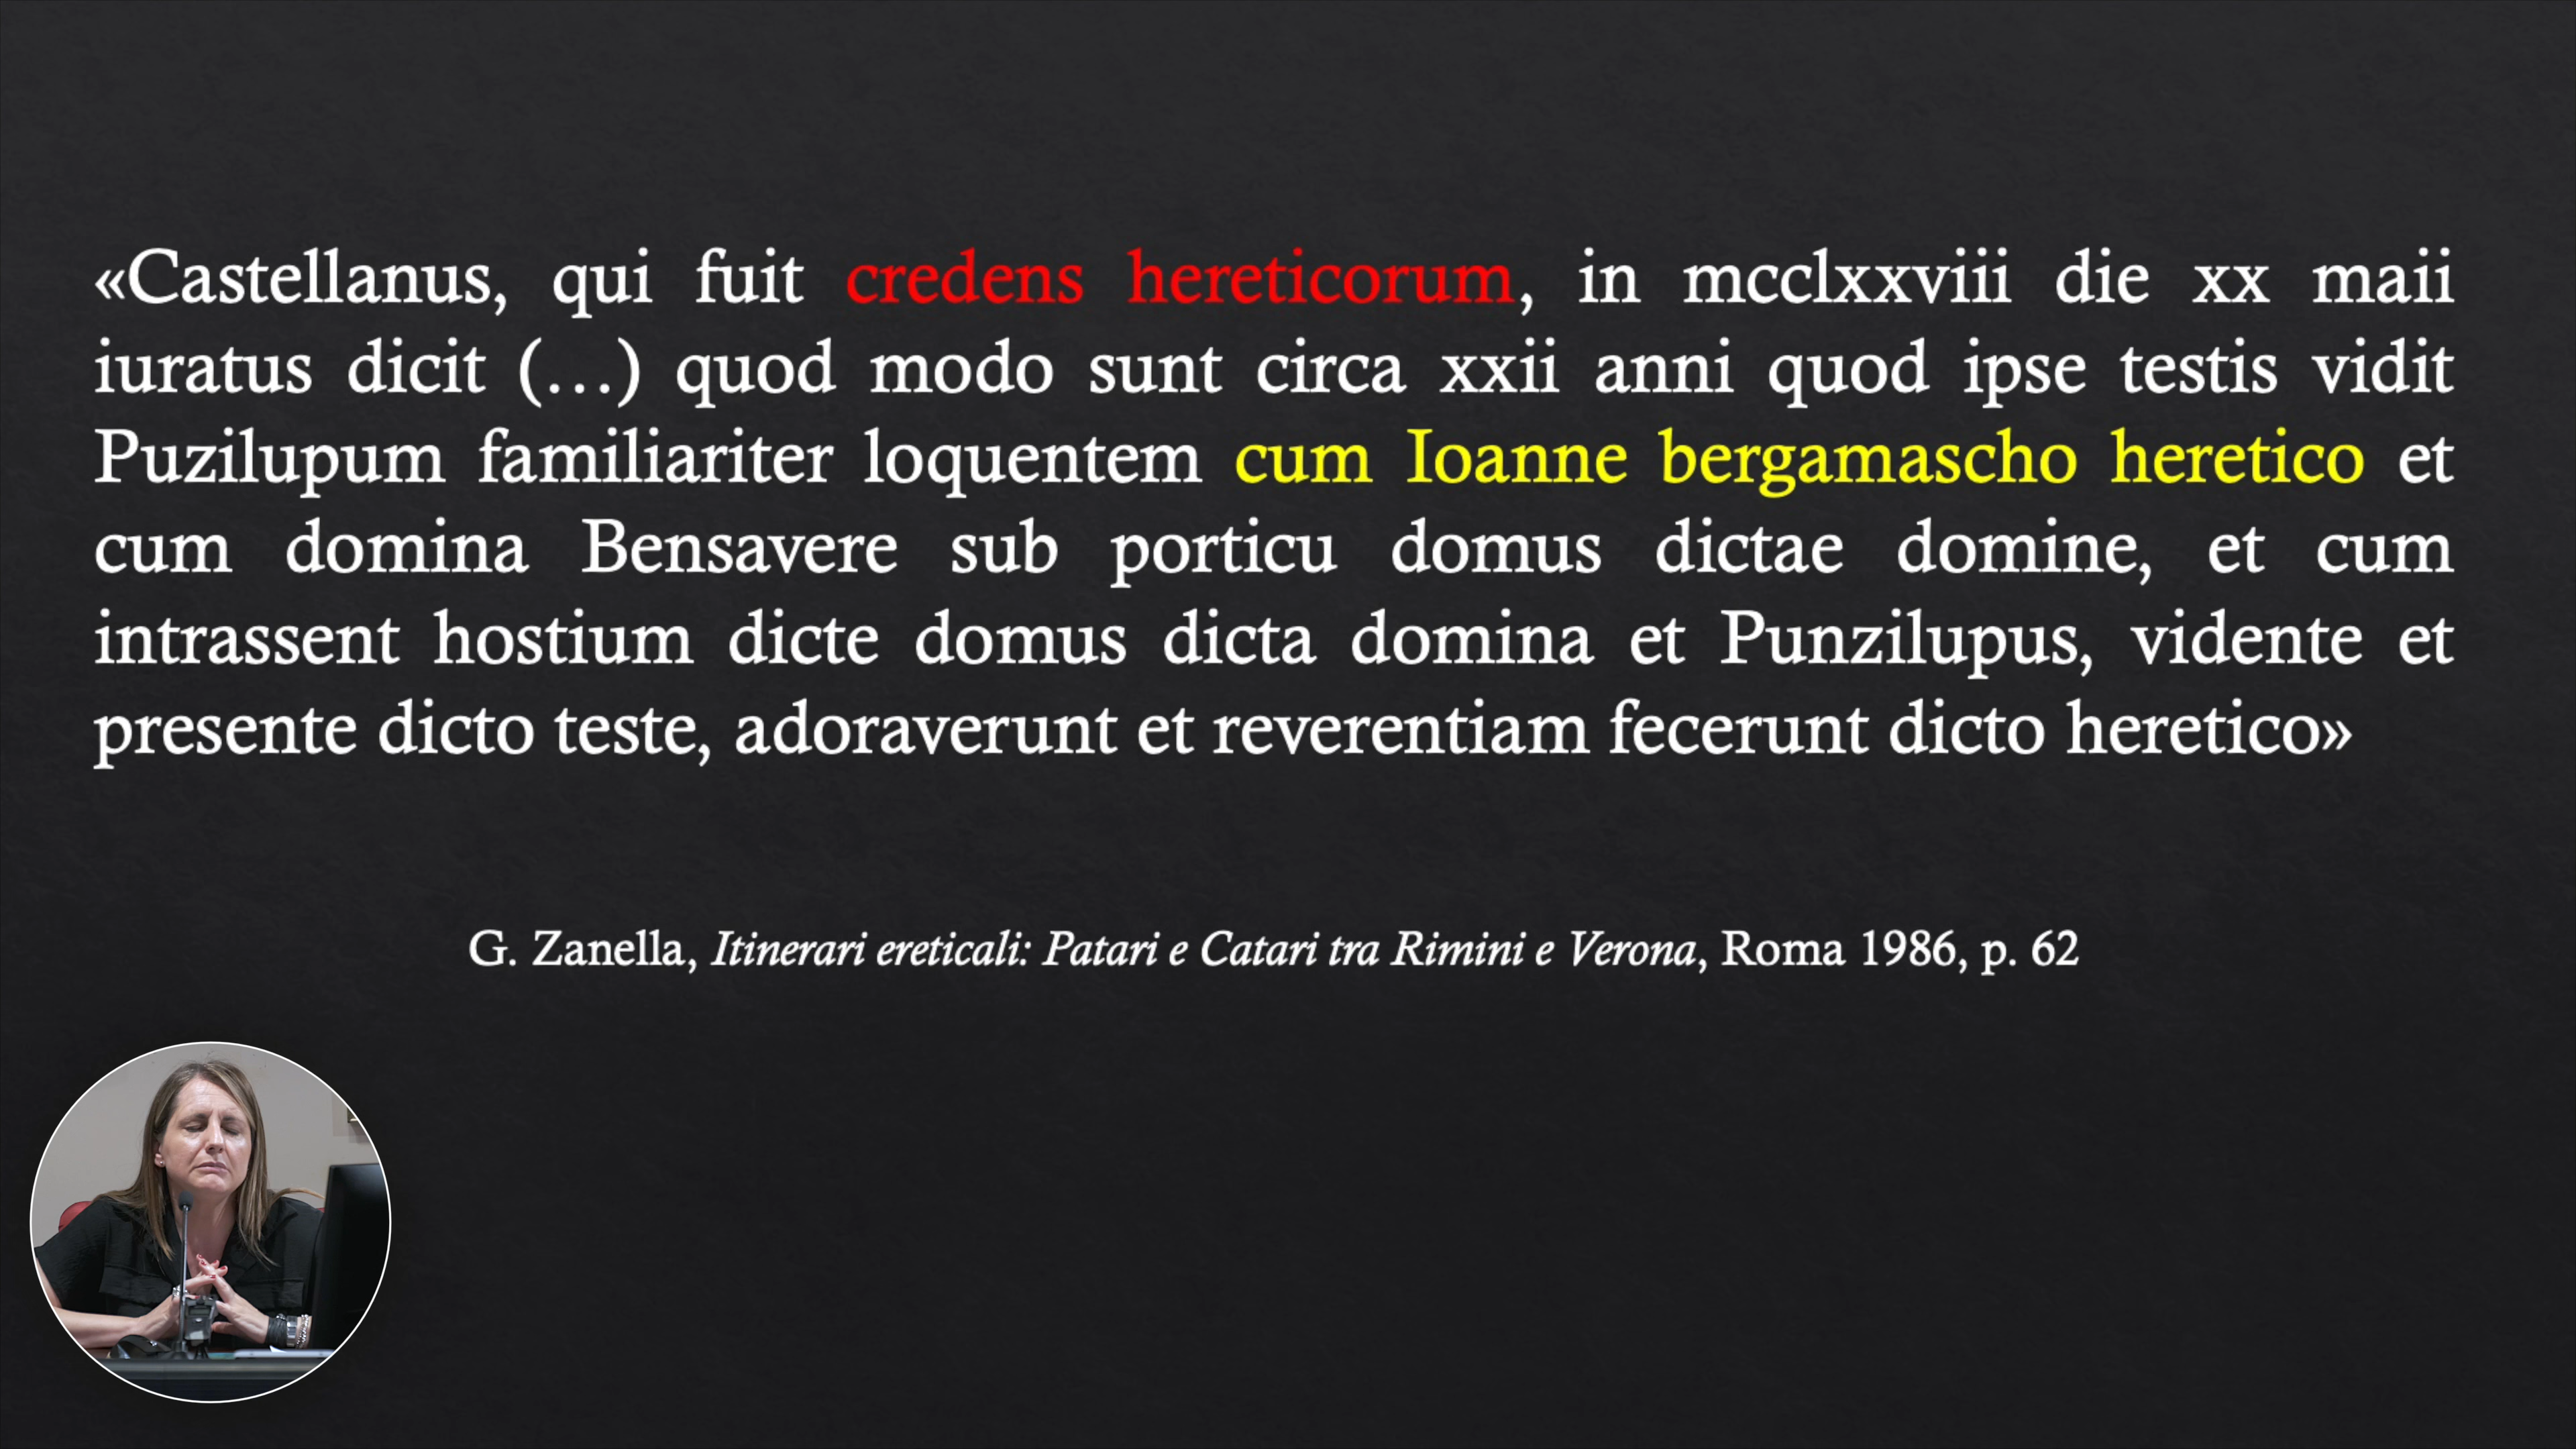 «Castellanus, qui fuit credens hereticorum, in mcclxxviii die xx maii
iuratus dicit (…) quod modo sunt circa xxii anni quod ipse testis vidit
Puzilupum familiariter loquentem cum Ioanne bergamascho heretico et
cum domina Bensavere sub porticu domus dictae domine, et cum
intrassent hostium dicte domus dicta domina et Punzilupus, vidente et
presente dicto teste, adoraverunt et reverentiam fecerunt dicto heretico»
G. Zanella, Itinerari ereticali: Patari e Catari tra Rimini e Verona, Roma 1986, p. 62